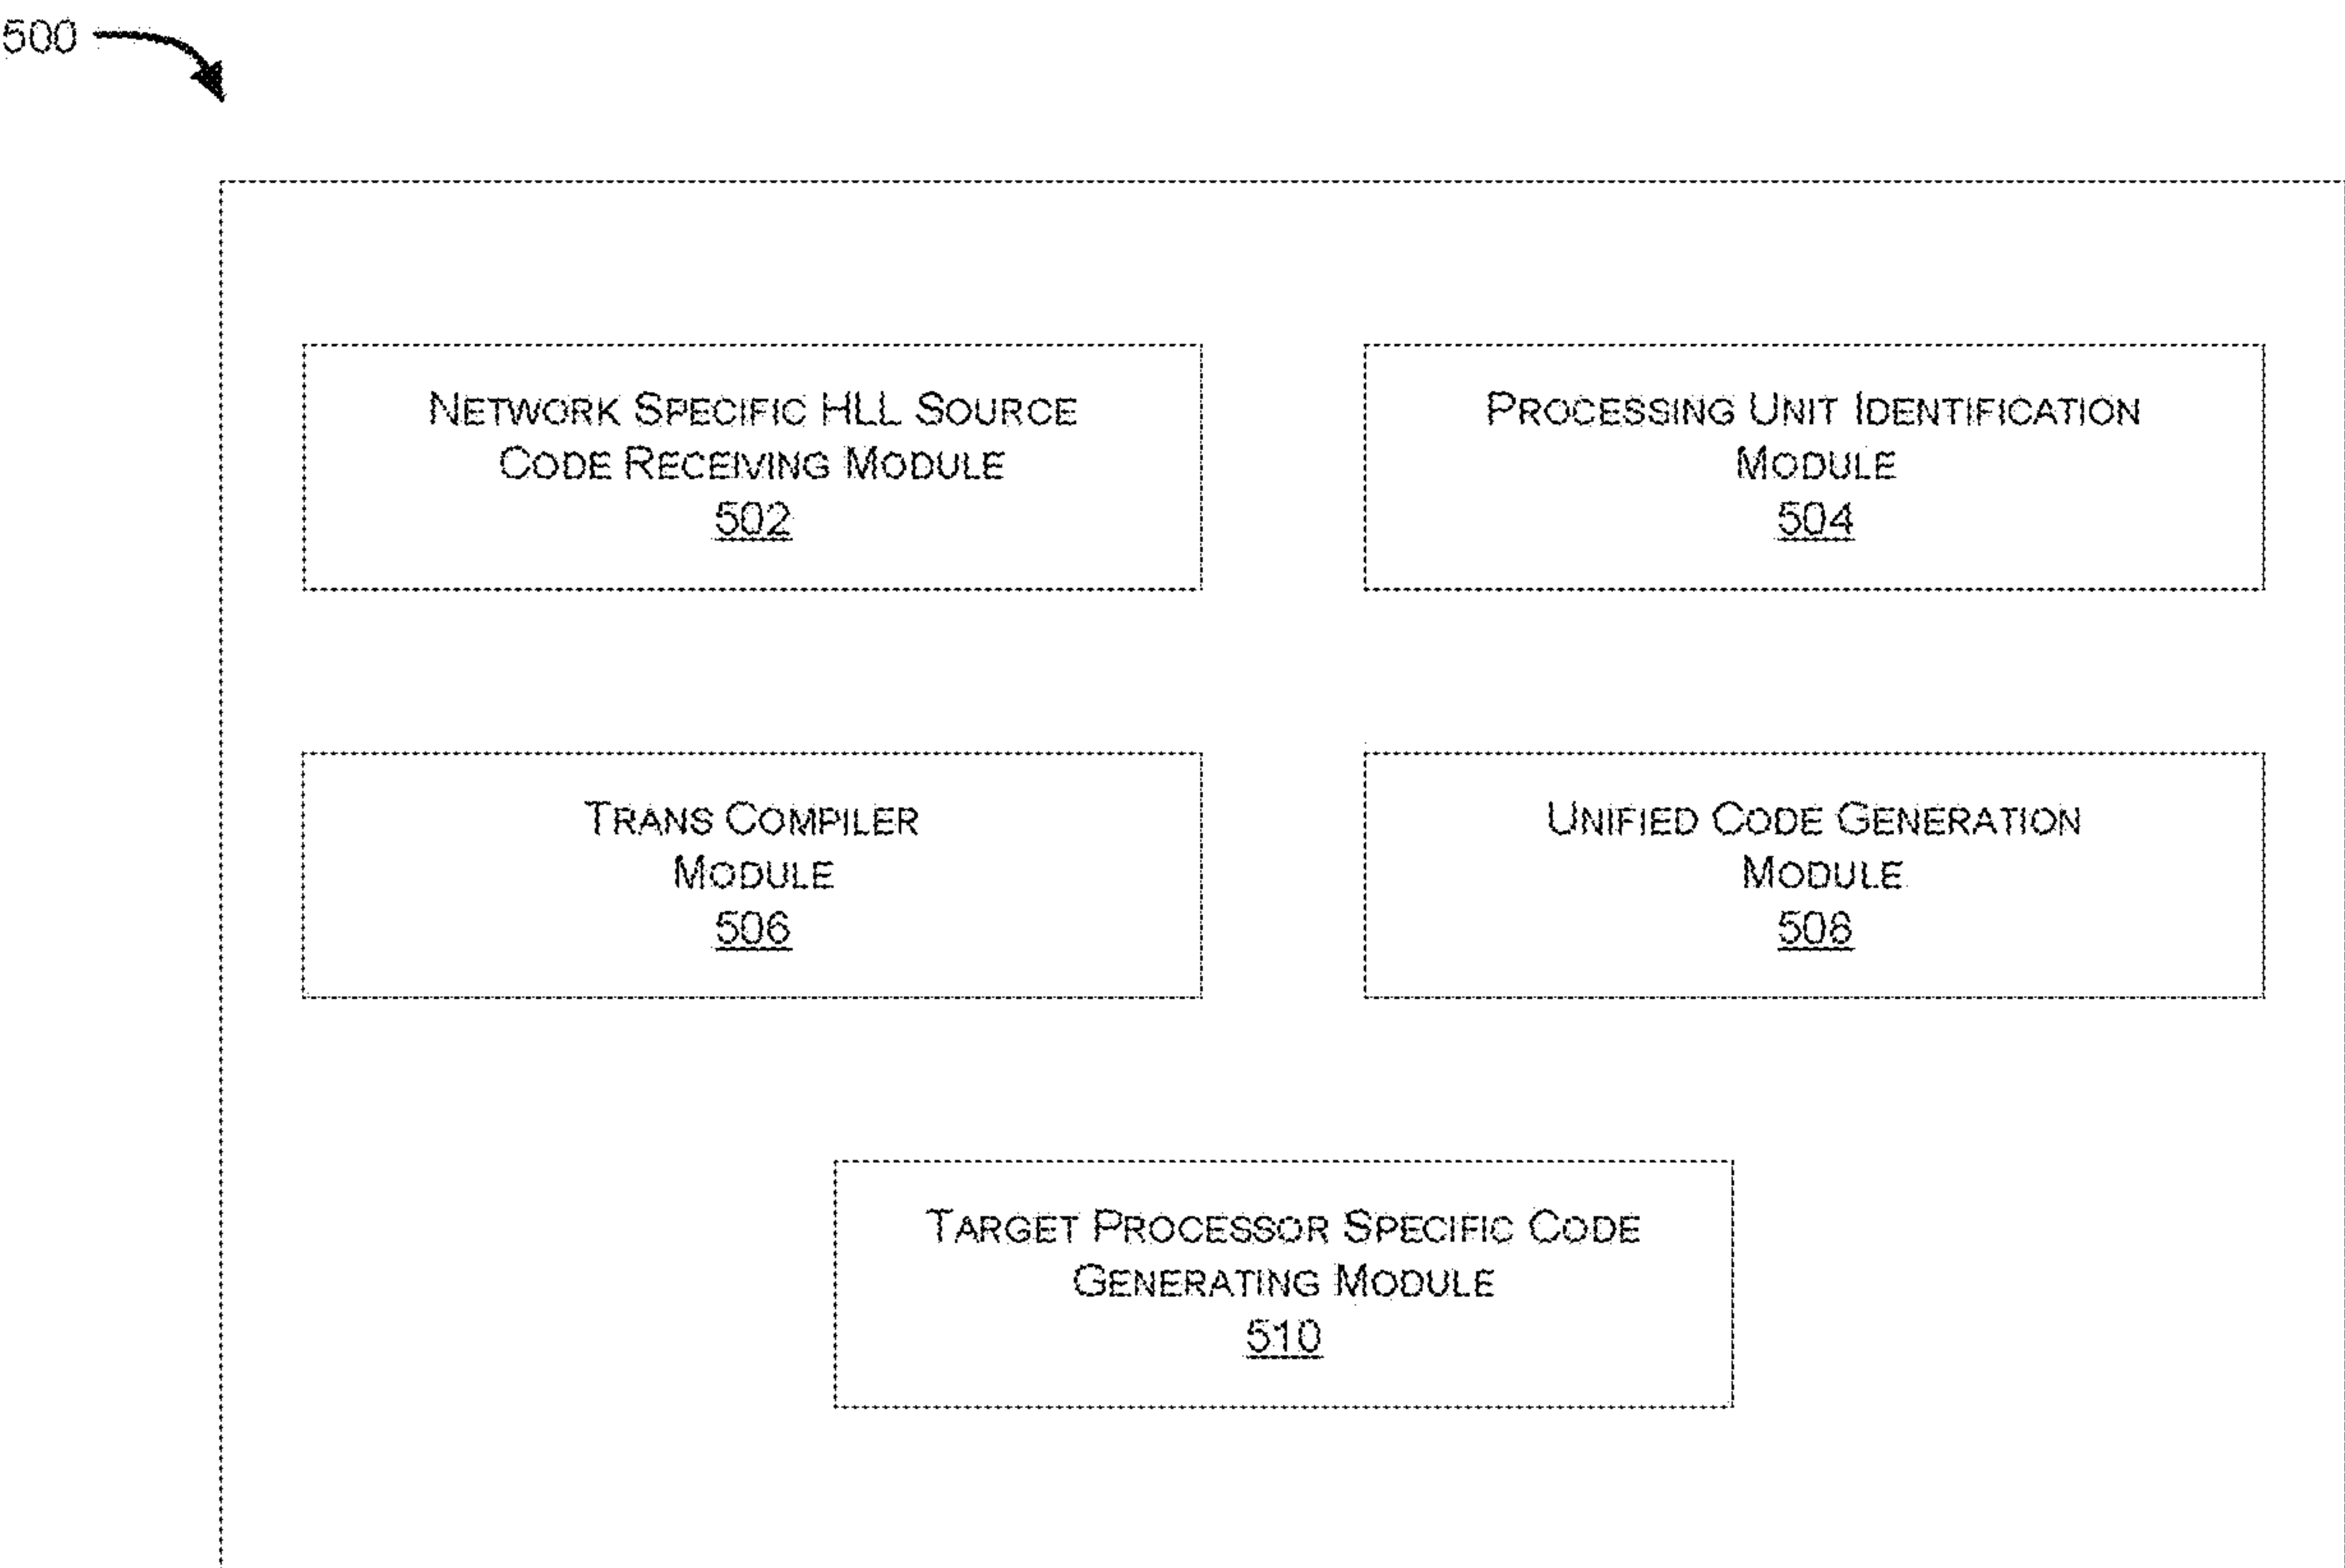 500
NETWORK SPECIFIC HLL SOURCE
CODE RECEIVING MODULE
502
PROCESSING UNIT IDENTIFICATION
MODULE
504
TRANS COMPILER
MODULE
506
UNIFIED CODE GENERATION
MODULE
508
TARGET PROCESSOR SPECIFIC CODE
GENERATING MODULE
510